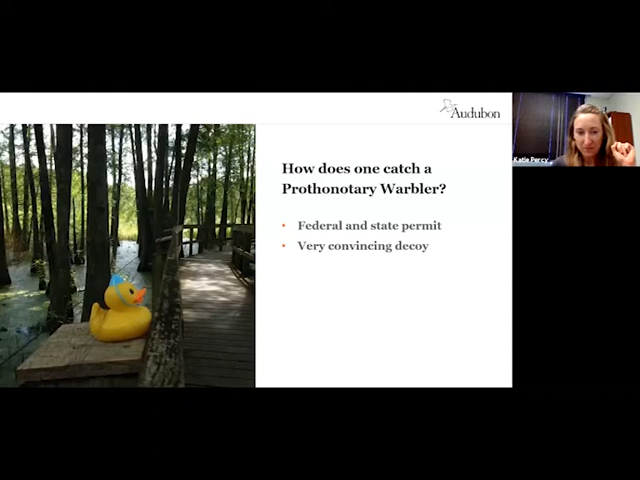 Audubon
Katie Percy
How does one catch a
Prothonotary Warbler?
• Federal and state permit
• Very convincing decoy